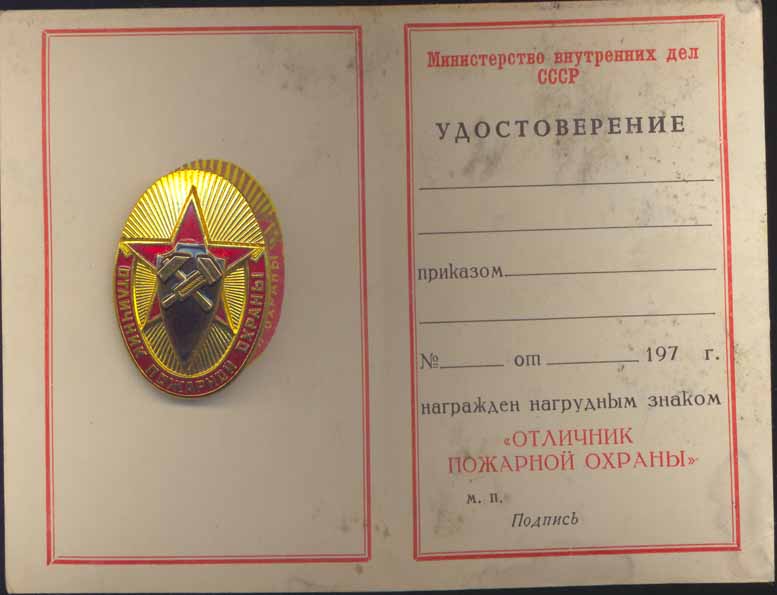 ОТЛИЧНИК ПОЖАРНОЙ ОХРАНЫ
Министерство внутренних дел
СССР
УДОСТОВЕРЕНИЕ
приказом
№ от 197 г.
награжден нагрудным знаком
«ОТЛИЧНИК
ПОЖАРНОЙ ОХРАНЫ»
м. п.
Подпись